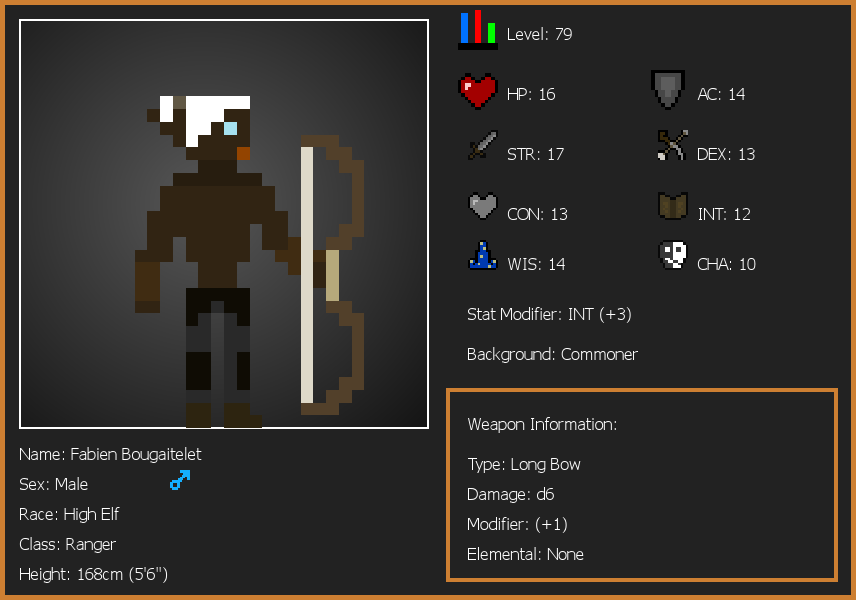 Level: 79
HP: 16
AC: 14
STR: 17
DEX: 13
CON: 13
INT: 12
WIS: 14
CHA: 10
Stat Modifier: INT (+3)
Background: Commoner
Weapon Information:
Type: Long Bow
Damage: d6
Modifier: (+1)
Elemental: None
Name: Fabien Bougaitelet
Sex: Male
Race: High Elf
Class: Ranger
Height: 168cm (5'6")